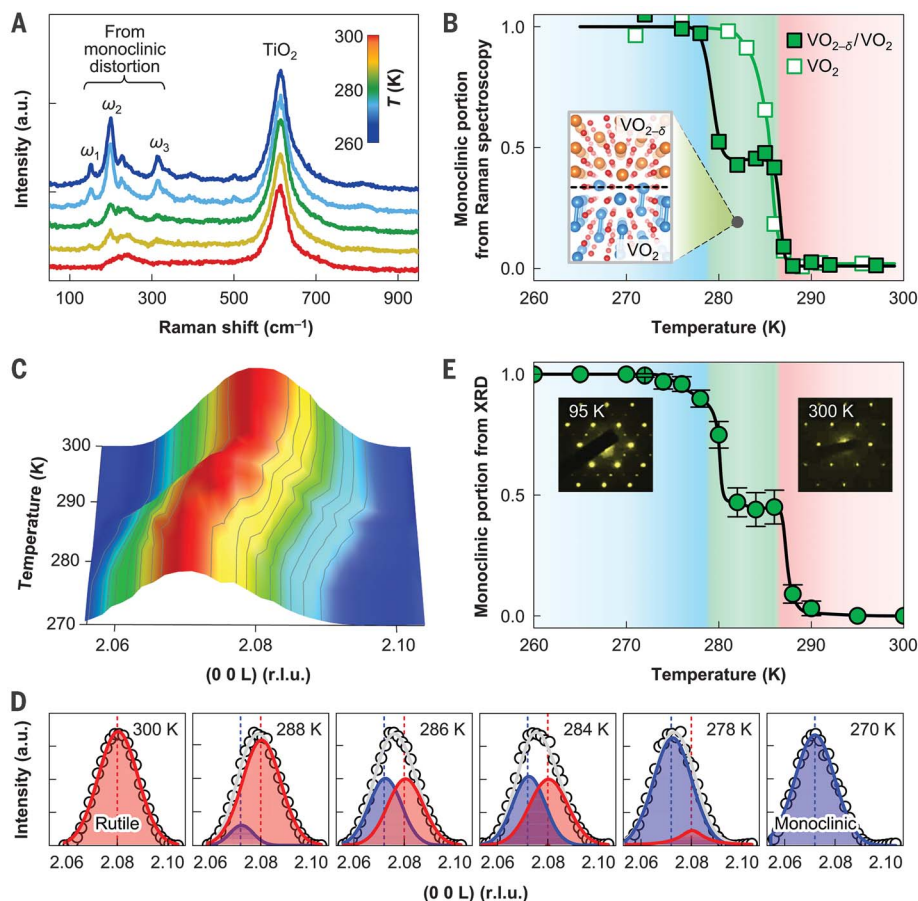 A
From
monoclinic
distortion
TiO2
ω1
ω2
ω3
300
280
260
T (K)
Intensity (a.u.)
100
300
500
700
900
Raman shift (cm–1)
B
Monoclinic portion
from Raman spectroscopy
1.0
0.5
0.0
VO2–δ/VO2
VO2
VO2–δ
VO2
260
270
280
290
300
Temperature (K)
C
Temperature (K)
300
290
280
270
2.06
2.08
2.10
(0 0 L) (r.l.u.)
E
Monoclinic portion from XRD
1.0
0.5
0.0
95 K
300 K
260
270
280
290
300
Temperature (K)
D
Intensity (a.u.)
300 K
288 K
286 K
284 K
278 K
270 K
Rutile
Monoclinic
2.06 2.08 2.10
2.06 2.08 2.10
2.06 2.08 2.10
2.06 2.08 2.10
2.06 2.08 2.10
2.06 2.08 2.10
(0 0 L) (r.l.u.)